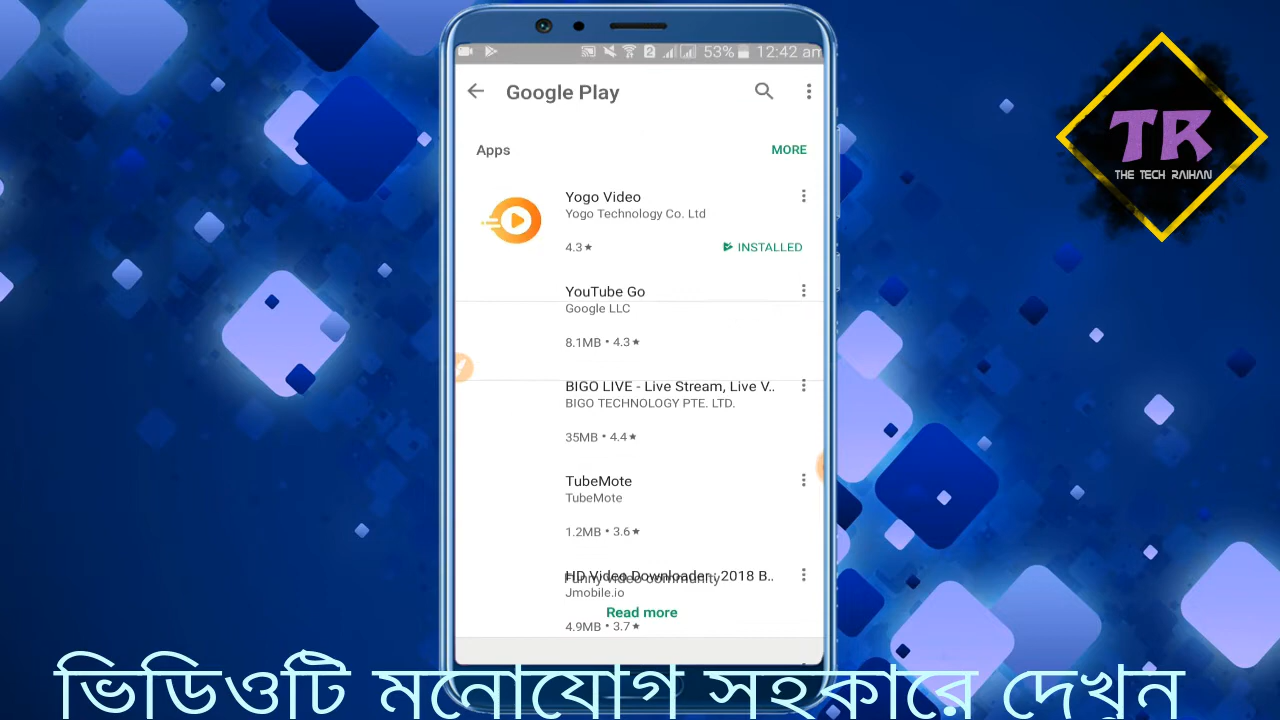 53% 12:42 am
Google Play
Apps MORE
Yogo Video
Yogo Technology Co. Ltd
4.3★ INSTALLED
YouTube Go
Google LLC
8.1MB • 4.3★
BIGO LIVE - Live Stream, Live V..
BIGO TECHNOLOGY PTE. LTD.
35MB • 4.4★
TubeMote
TubeMote
1.2MB • 3.6★
HD Video Downloader : 2018 B..
Funny video community
Jmobile.io
Read more
4.9MB • 3.7★
TR
THE TECH RAIHAN
ভিডিওটি মনোযোগ সহকারে দেখুন